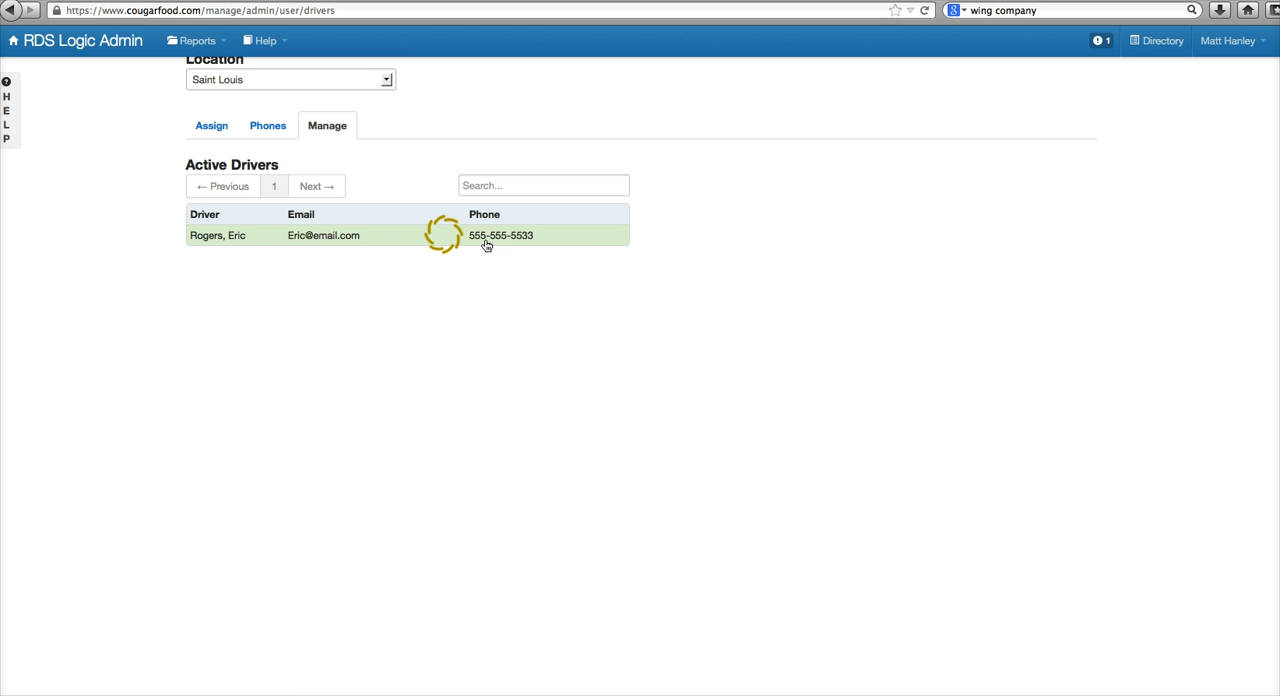 https://www.cougarfood.com/manage/admin/user/drivers
wing company
RDS Logic Admin
Reports
Help
1
Directory
Matt Hanley
H
E
L
P
Location
Saint Louis
Assign
Phones
Manage
Active Drivers
← Previous
1
Next →
Search...
Driver Email Phone
Rogers, Eric Eric@email.com 555-555-5533